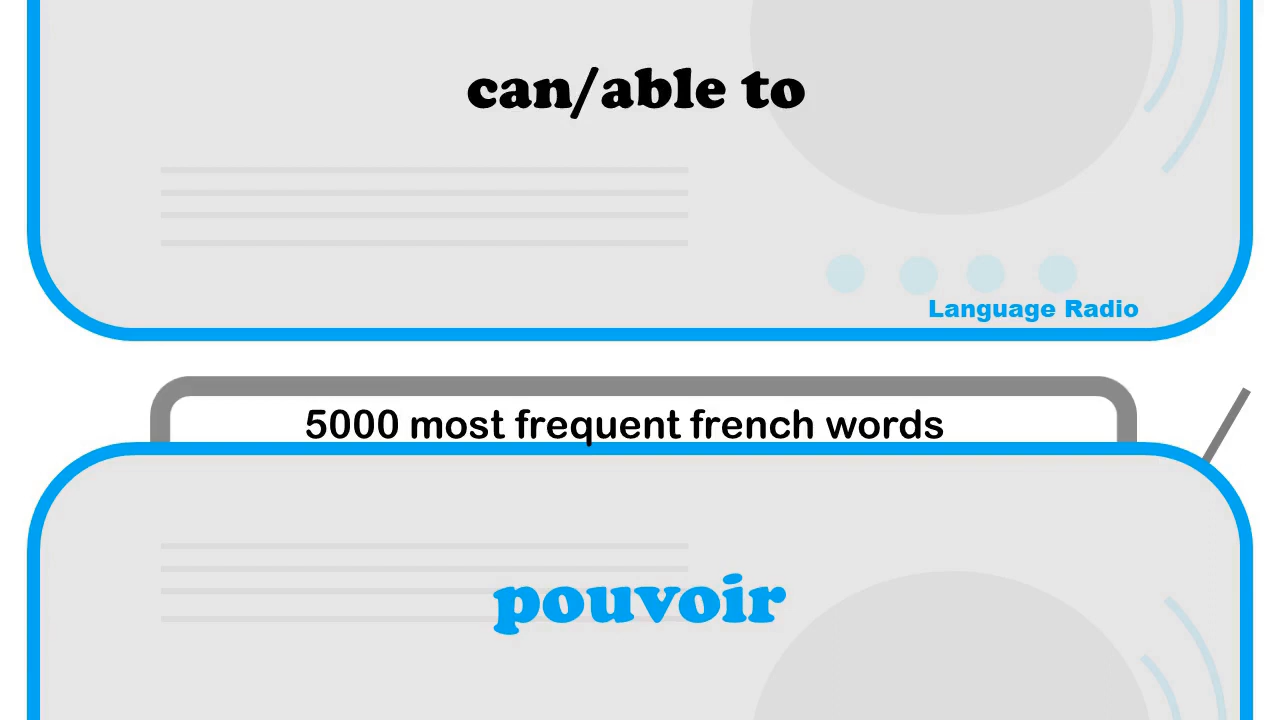 can/able to
Language Radio
5000 most frequent french words
pouvoir